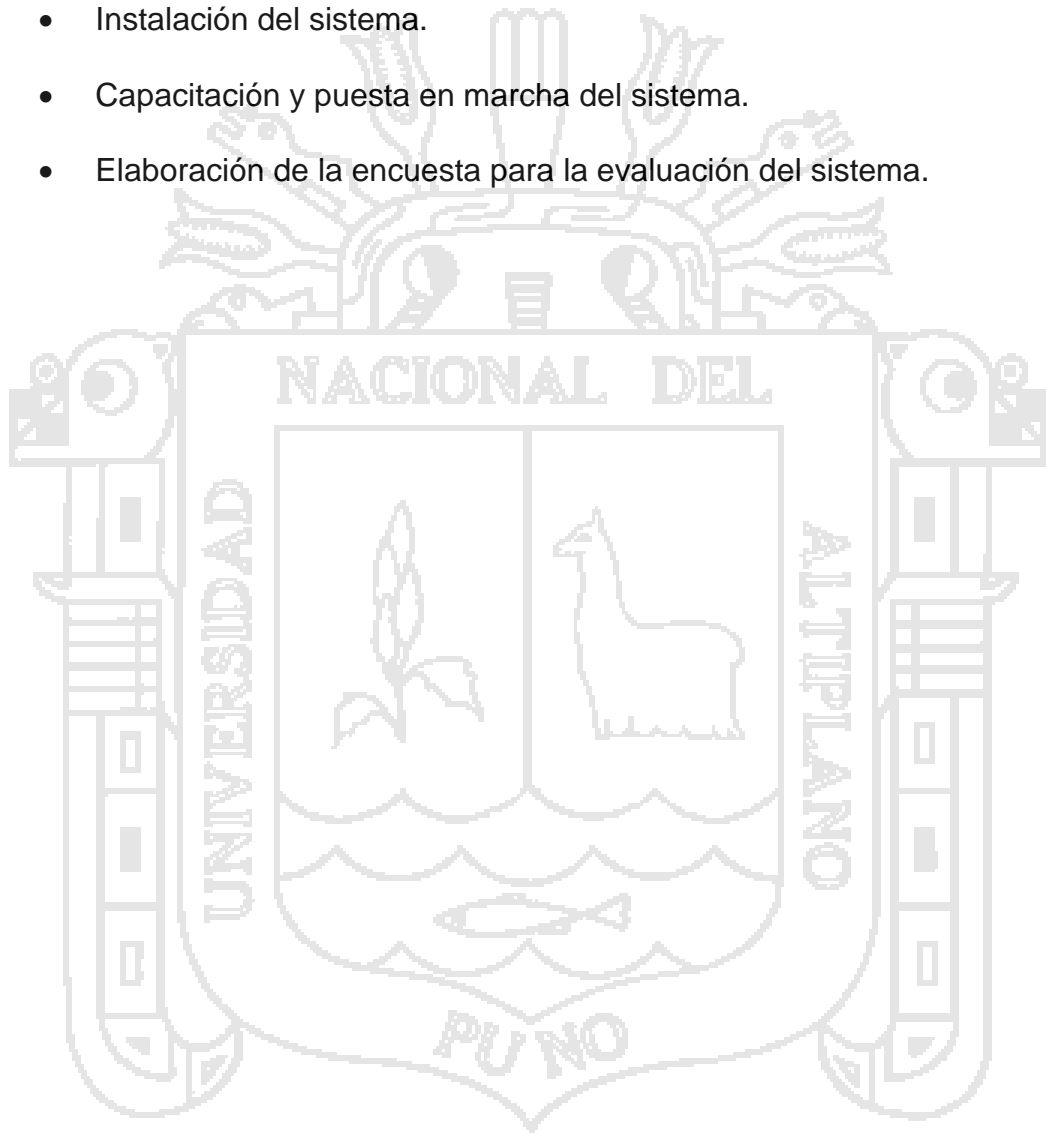 • Instalación del sistema.
• Capacitación y puesta en marcha del sistema.
• Elaboración de la encuesta para la evaluación del sistema.
NACIONAL DEL
UNIVERSIDAD
ALTIPLANO
PUNO